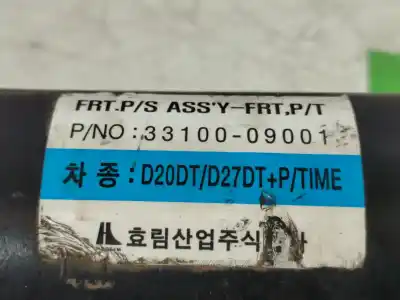 FRT.P/S ASS'Y-FRT,P/T
P/NO : 33100-09001
차 종 : D20DT/D27DT+P/TIME
효림산업주식